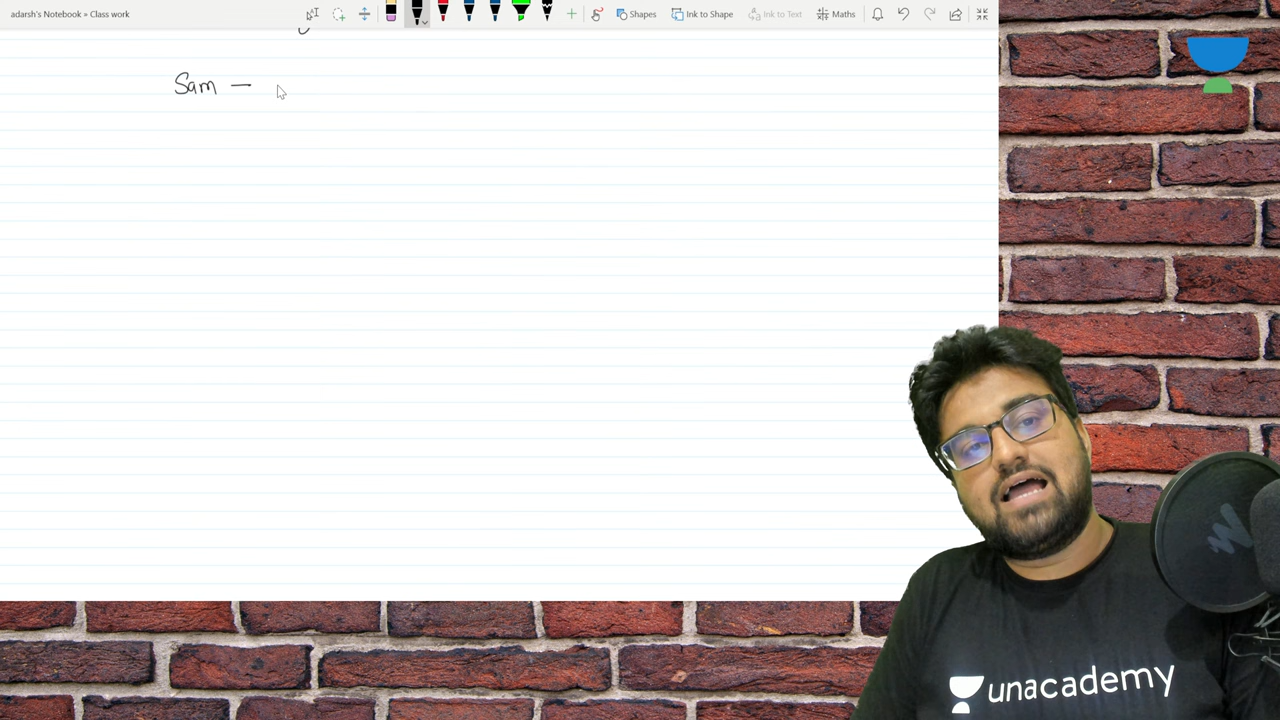 adarsh's Notebook » Class work
Shapes
Ink to Shape
Ink to Text
Maths
Sam —
unacademy